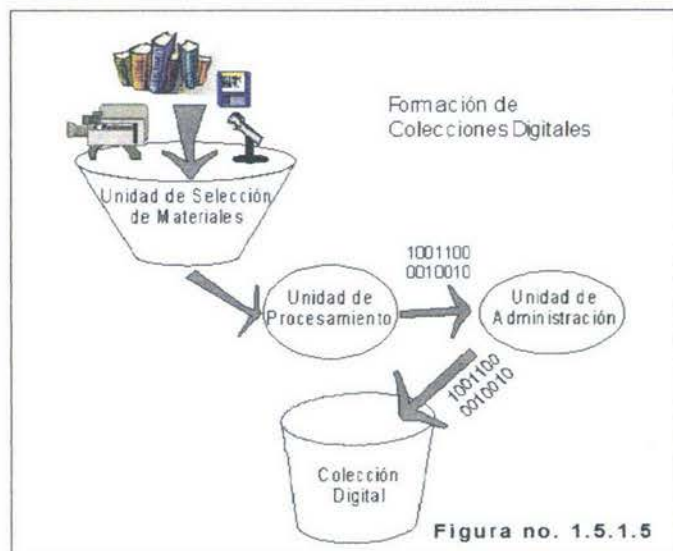 Formación de
Colecciones Digitales
Unidad de Selección
de Materiales
1001100
0010010
Unidad de
Procesamiento
Unidad de
Administración
1001100
0010010
Colección
Digital
Figura no. 1.5.1.5